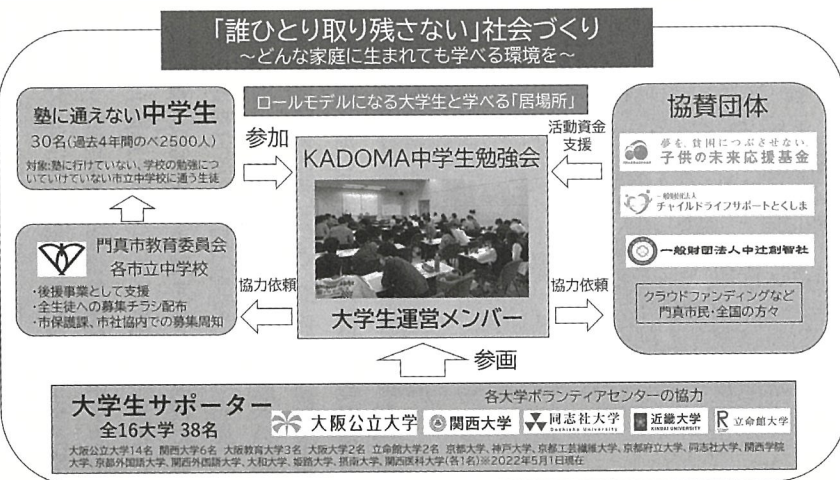 「誰ひとり取り残さない」社会づくり
~どんな家庭に生まれても学べる環境を~
塾に通えない中学生
30名(過去4年間のべ2500人)
対象:塾に行けていない、学校の勉強につ
いていけていない市立中学校に通う生徒
ロールモデルになる大学生と学べる「居場所」
参加
KADOMA中学生勉強会
大学生運営メンバー
活動資金
支援
協賛団体
夢を、貧困につぶさせない。
子供の未来応援基金
一般財団法人
チャイルドライフサポートとくしま
一般財団法人中辻創智社
クラウドファンディングなど
門真市民・全国の方々
門真市教育委員会
各市立中学校
・後援事業として支援
・全生徒への募集チラシ配布
・市保護課、市社協内での募集周知
協力依頼
協力依頼
参画
大学生サポーター
全16大学 38名
各大学ボランティアセンターの協力
大阪公立大学
関西大学
同志社大学
Doshisha University
近畿大学
KINDAI UNIVERSITY
R 立命館大学
大阪公立大学14名 関西大学6名 大阪教育大学3名 大阪大学2名 立命館大学2名 京都大学、神戸大学、京都工芸繊維大学、京都府立大学、同志社大学、関西学院
大学、京都外国語大学、関西外国語大学、大和大学、姫路大学、摂南大学、関西医科大学(各1名)※2022年5月1日現在